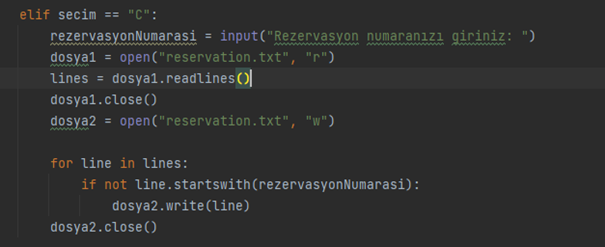 elif secim == "C":
    rezervasyonNumarasi = input("Rezervasyon numaranızı giriniz: ")
    dosya1 = open("reservation.txt", "r")
    lines = dosya1.readlines()
    dosya1.close()
    dosya2 = open("reservation.txt", "w")

    for line in lines:
        if not line.startswith(rezervasyonNumarasi):
            dosya2.write(line)
    dosya2.close()